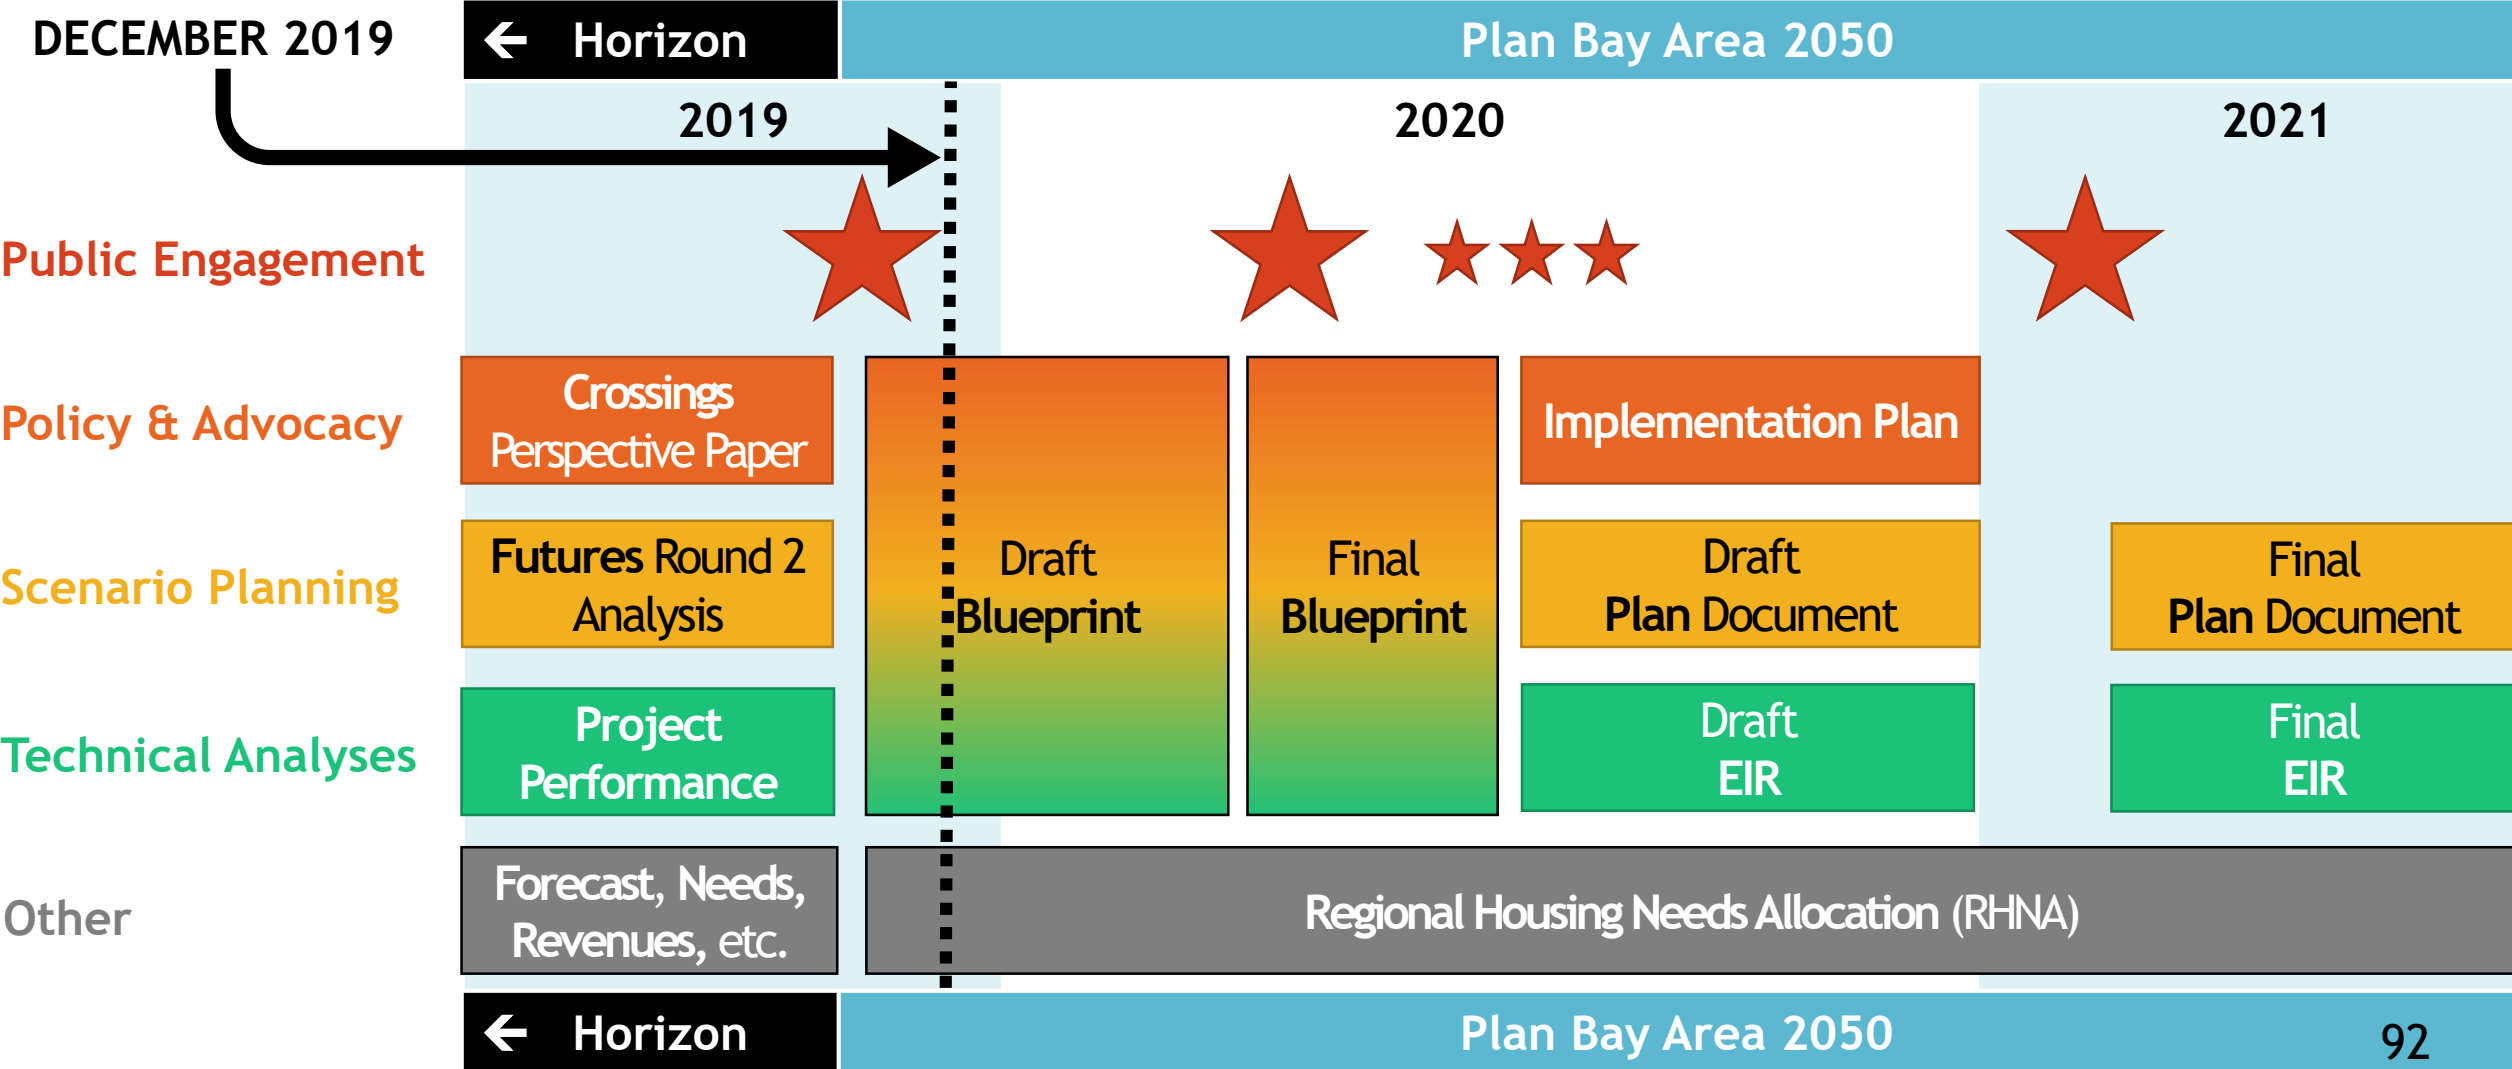 DECEMBER 2019
Horizon
Plan Bay Area 2050
2019
2020
2021
Public Engagement
Policy & Advocacy
Crossings
Perspective Paper
Implementation Plan
Scenario Planning
Futures Round 2
Analysis
Draft
Blueprint
Final
Blueprint
Draft
Plan Document
Final
Plan Document
Technical Analyses
Project
Performance
Draft
EIR
Final
EIR
Other
Forecast, Needs,
Revenues, etc.
Regional Housing Needs Allocation (RHNA)
Horizon
Plan Bay Area 2050
92